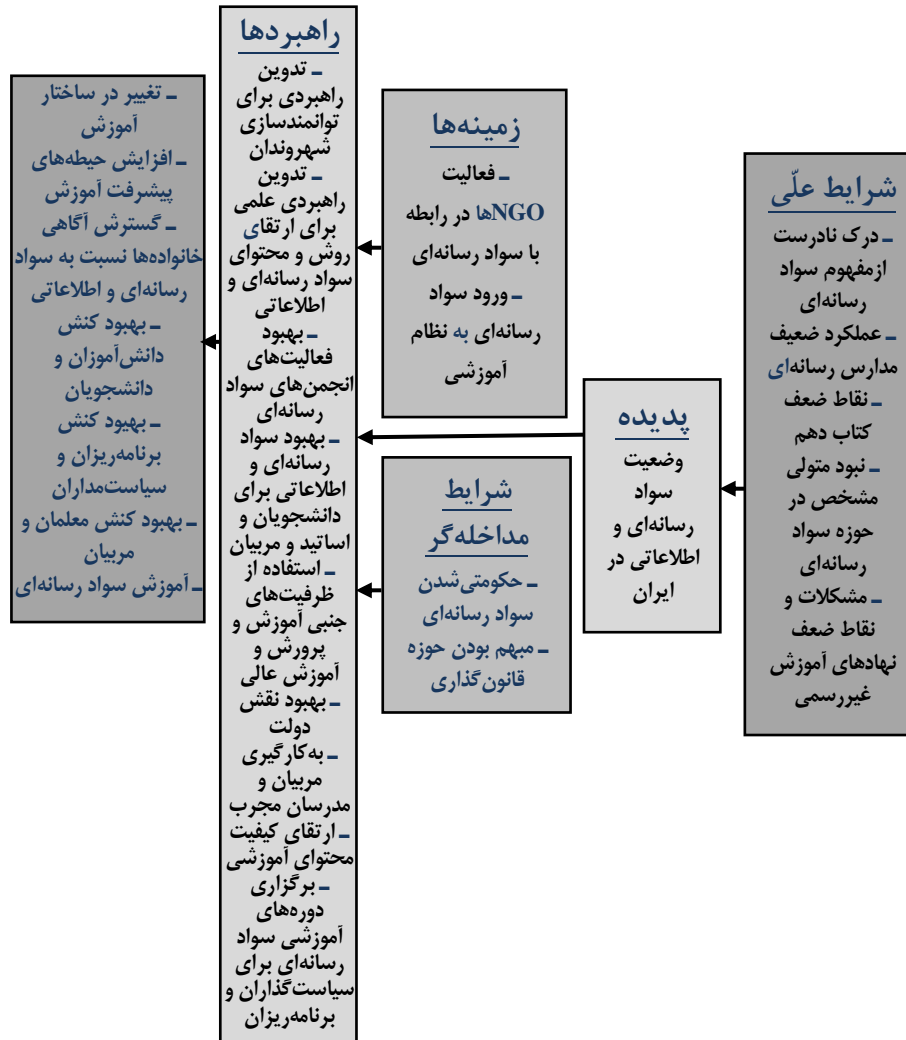 شرایط علّی
ـ درک نادرست
ازمفهوم سواد
رسانه‌ای
ـ عملکرد ضعیف
مدارس رسانه‌ای
ـ نقاط ضعف
کتاب دهم
ـ نبود متولی
مشخص در
حوزه سواد
رسانه‌ای
ـ مشکلات و
نقاط ضعف
نهادهای آموزش
غیررسمی
پدیده
وضعیت
سواد
رسانه‌ای و
اطلاعاتی در
ایران
زمینه‌ها
ـ فعالیت
NGOها در رابطه
با سواد رسانه‌ای
ـ ورود سواد
رسانه‌ای به نظام
آموزشی
شرایط
مداخله‌گر
ـ حکومتی‌شدن
سواد رسانه‌ای
ـ مبهم بودن حوزه
قانون‌گذاری
راهبردها
ـ تدوین
راهبردی برای
توانمندسازی
شهروندان
ـ تدوین
راهبردی علمی
برای ارتقای
روش و محتوای
سواد رسانه‌ای و
اطلاعاتی
ـ بهبود
فعالیت‌های
انجمن‌های سواد
رسانه‌ای
ـ بهبود سواد
رسانه‌ای و
اطلاعاتی برای
دانشجویان و
اساتید و مربیان
ـ استفاده از
ظرفیت‌های
جنبی آموزش و
پرورش و
آموزش عالی
ـ بهبود نقش
دولت
ـ به‌کارگیری
مربیان و
مدرسان مجرب
ـ ارتقای کیفیت
محتوای آموزشی
ـ برگزاری
دوره‌های
آموزشی سواد
رسانه‌ای برای
سیاست‌گذاران و
برنامه‌ریزان
ـ تغییر در ساختار
آموزش
ـ افزایش حیطه‌های
پیشرفت آموزش
ـ گسترش آگاهی
خانواده‌ها نسبت به سواد
رسانه‌ای و اطلاعاتی
ـ بهبود کنش
دانش‌آموزان و
دانشجویان
ـ بهبود کنش
برنامه‌ریزان و
سیاست‌مداران
ـ بهبود کنش معلمان و
مربیان
ـ آموزش سواد رسانه‌ای